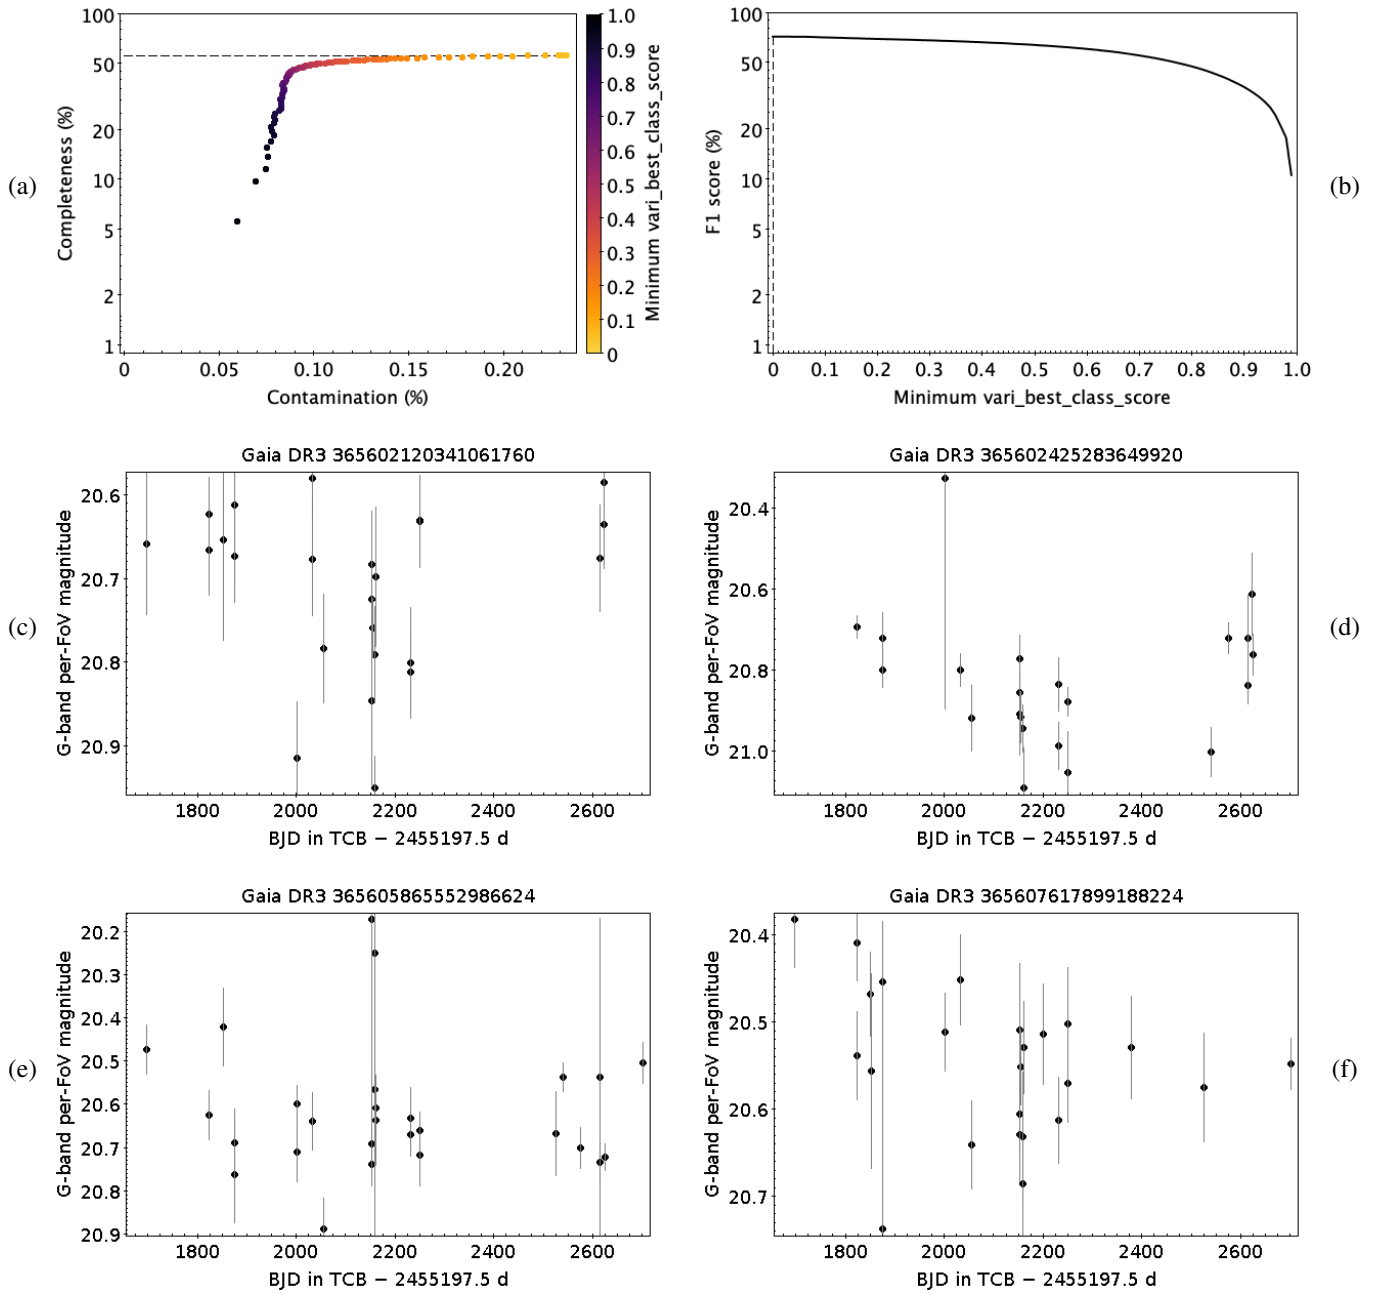 (a)
100
50
20
10
5
2
1
Completeness (%)
0 0.05 0.10 0.15 0.20
Contamination (%)
1.0
0.9
0.8
0.7
0.6
0.5
0.4
0.3
0.2
0.1
0
Minimum vari_best_class_score
(b)
100
50
20
10
5
2
1
F1 score (%)
0 0.1 0.2 0.3 0.4 0.5 0.6 0.7 0.8 0.9 1.0
Minimum vari_best_class_score
(c)
Gaia DR3 3656021203410617​60
20.6
20.7
20.8
20.9
G-band per-FoV magnitude
1800 2000 2200 2400 2600
BJD in TCB − 2455197.5 d
(d)
Gaia DR3 3656024252836499​20
20.4
20.6
20.8
21.0
G-band per-FoV magnitude
1800 2000 2200 2400 2600
BJD in TCB − 2455197.5 d
(e)
Gaia DR3 3656058655529866​24
20.2
20.3
20.4
20.5
20.6
20.7
20.8
20.9
G-band per-FoV magnitude
1800 2000 2200 2400 2600
BJD in TCB − 2455197.5 d
(f)
Gaia DR3 3656076178991882​24
20.4
20.5
20.6
20.7
G-band per-FoV magnitude
1800 2000 2200 2400 2600
BJD in TCB − 2455197.5 d